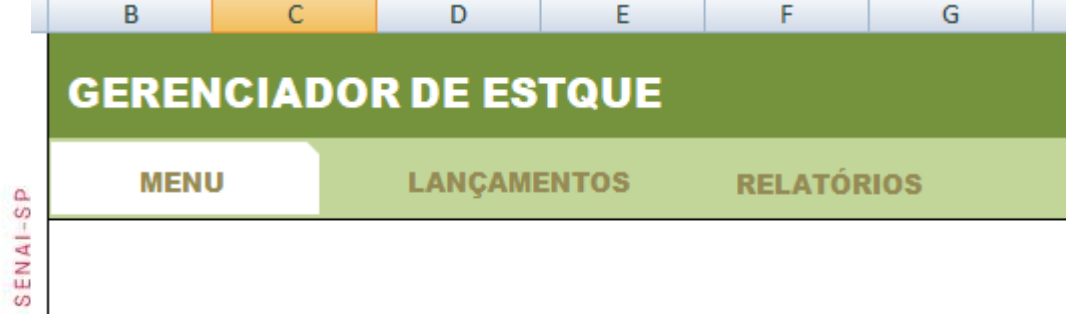 B C D E F G
GERENCIADOR DE ESTQUE
MENU LANÇAMENTOS RELATÓRIOS
SENAI-SP